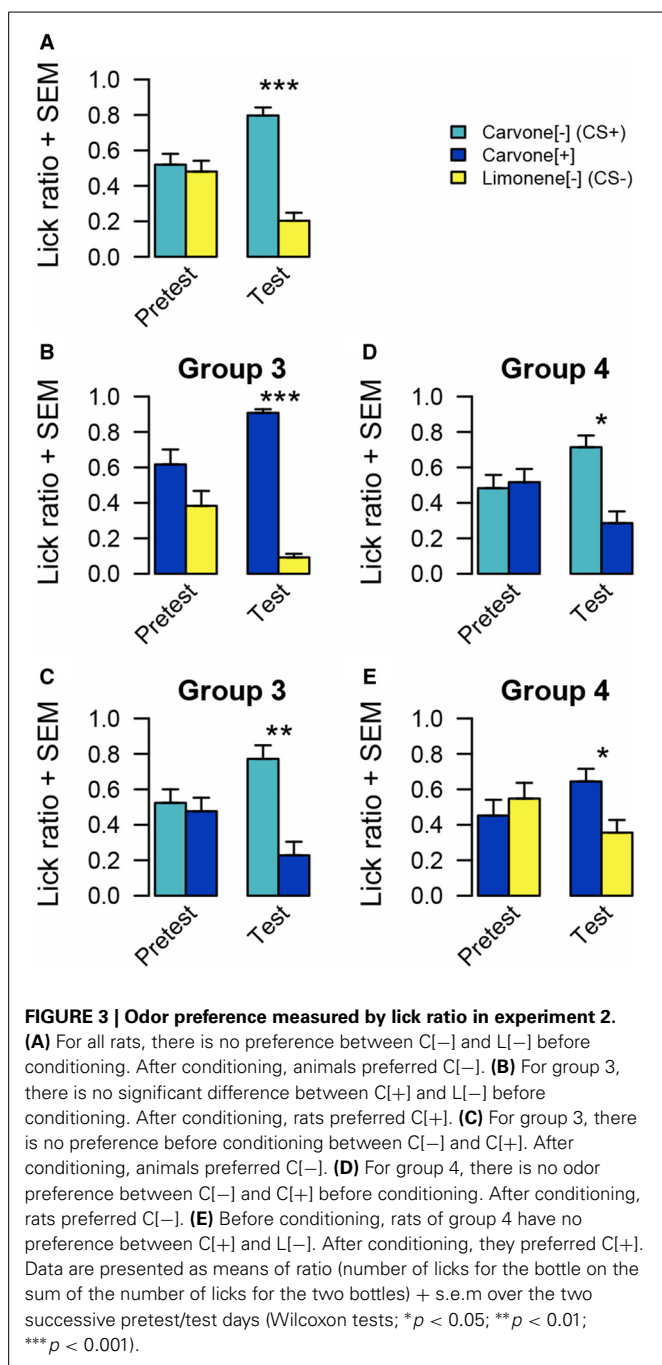 A
Lick ratio + SEM
1.0
0.8
0.6
0.4
0.2
0.0
***
Pretest
Test
Carvone[-] (CS+)
Carvone[+]
Limonene[-] (CS-)
B
Group 3
Lick ratio + SEM
1.0
0.8
0.6
0.4
0.2
0.0
***
Pretest
Test
D
Group 4
Lick ratio + SEM
1.0
0.8
0.6
0.4
0.2
0.0
*
Pretest
Test
C
Group 3
Lick ratio + SEM
1.0
0.8
0.6
0.4
0.2
0.0
**
Pretest
Test
E
Group 4
Lick ratio + SEM
1.0
0.8
0.6
0.4
0.2
0.0
*
Pretest
Test
FIGURE 3 | Odor preference measured by lick ratio in experiment 2.
(A) For all rats, there is no preference between C[−] and L[−] before
conditioning. After conditioning, animals preferred C[−]. (B) For group 3,
there is no significant difference between C[+] and L[−] before
conditioning. After conditioning, rats preferred C[+]. (C) For group 3, there
is no preference before conditioning between C[−] and C[+]. After
conditioning, animals preferred C[−]. (D) For group 4, there is no odor
preference between C[−] and C[+] before conditioning. After conditioning,
rats preferred C[−]. (E) Before conditioning, rats of group 4 have no
preference between C[+] and L[−]. After conditioning, they preferred C[+].
Data are presented as means of ratio (number of licks for the bottle on the
sum of the number of licks for the two bottles) + s.e.m over the two
successive pretest/test days (Wilcoxon tests; *p < 0.05; **p < 0.01;
***p < 0.001).